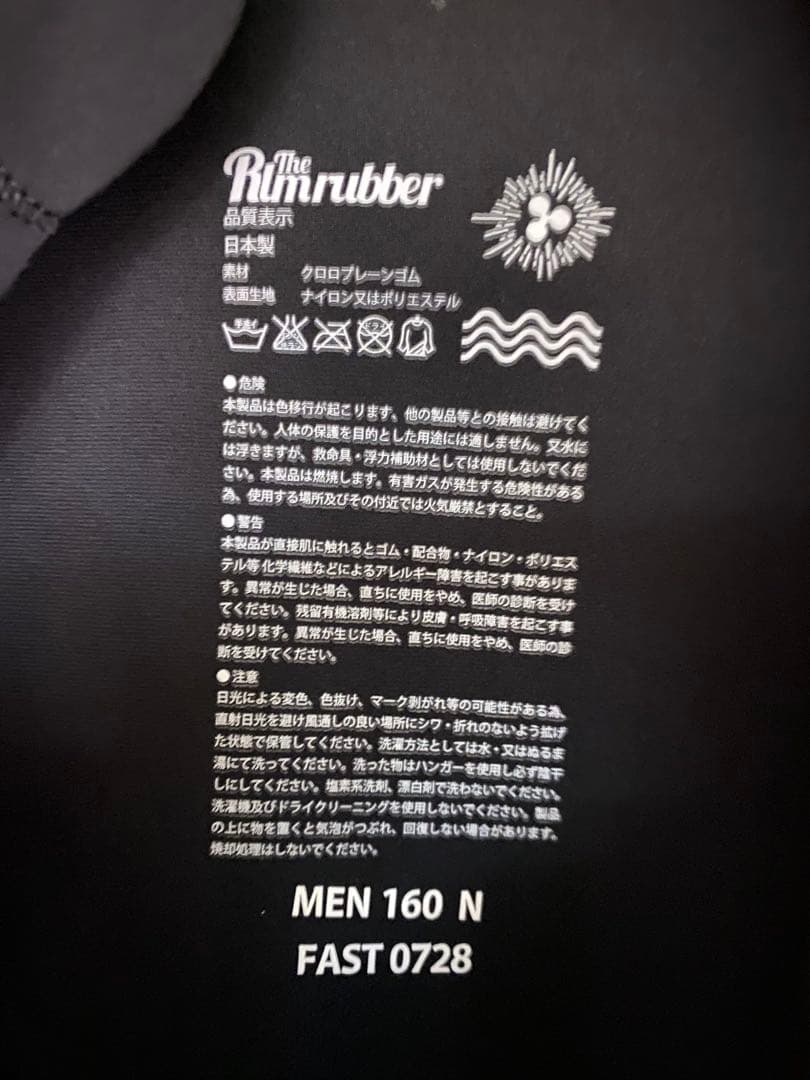 The
Rlm rubber
品質表示
日本製
素材 クロロプレーンゴム
表面生地 ナイロン又はポリエステル
手洗イ ドライ
●危険
本製品は色移行が起こります、他の製品等との接触は避けてく
ださい。人体の保護を目的とした用途には適しません。又水に
は浮きますが、救命具・浮力補助材としては使用しないでくだ
さい。本製品は燃焼します。有害ガスが発生する危険性がある
為、使用する場所及びその付近では火気厳禁とすること。
●警告
本製品が直接肌に触れるとゴム・配合物・ナイロン・ポリエス
テル等化学繊維などによるアレルギー障害を起こす事がありま
す。異常が生じた場合、直ちに使用をやめ、医師の診断を受け
てください。残留有機溶剤等により皮膚・呼吸障害を起こす事
があります。異常が生じた場合、直ちに使用をやめ、医師の診
断を受けてください。
●注意
日光による変色、色抜け、マーク剥がれ等の可能性がある為、
直射日光を避け風通しの良い場所にシワ・折れのないよう拡げ
た状態で保管してください。洗濯方法としては水・又はぬるま
湯にて洗ってください。洗った物はハンガーを使用し必ず陰干
しにしてください。塩素系洗剤、漂白剤で洗わないでください。
洗濯機及びドライクリーニングを使用しないでください。製品
の上に物を置くと気泡がつぶれ、回復しない場合があります。
焼却処理はしないでください。
MEN 160 N
FAST 0728